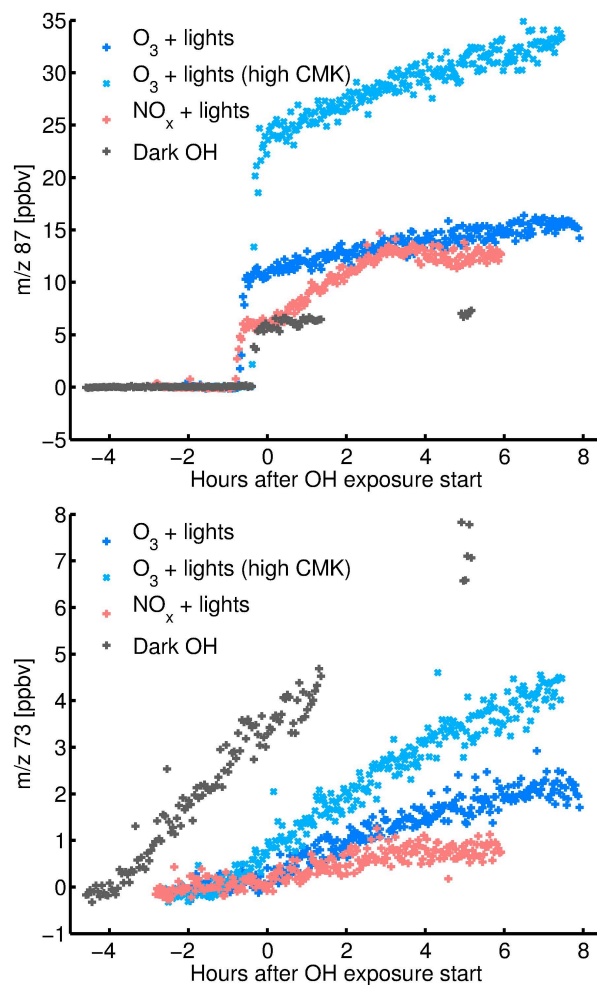 35
30
25
20
15
10
5
0
−5
m/z 87 [ppbv]
O3 + lights
O3 + lights (high CMK)
NOx + lights
Dark OH
−4 −2 0 2 4 6 8
Hours after OH exposure start
8
7
6
5
4
3
2
1
0
−1
m/z 73 [ppbv]
O3 + lights
O3 + lights (high CMK)
NOx + lights
Dark OH
−4 −2 0 2 4 6 8
Hours after OH exposure start